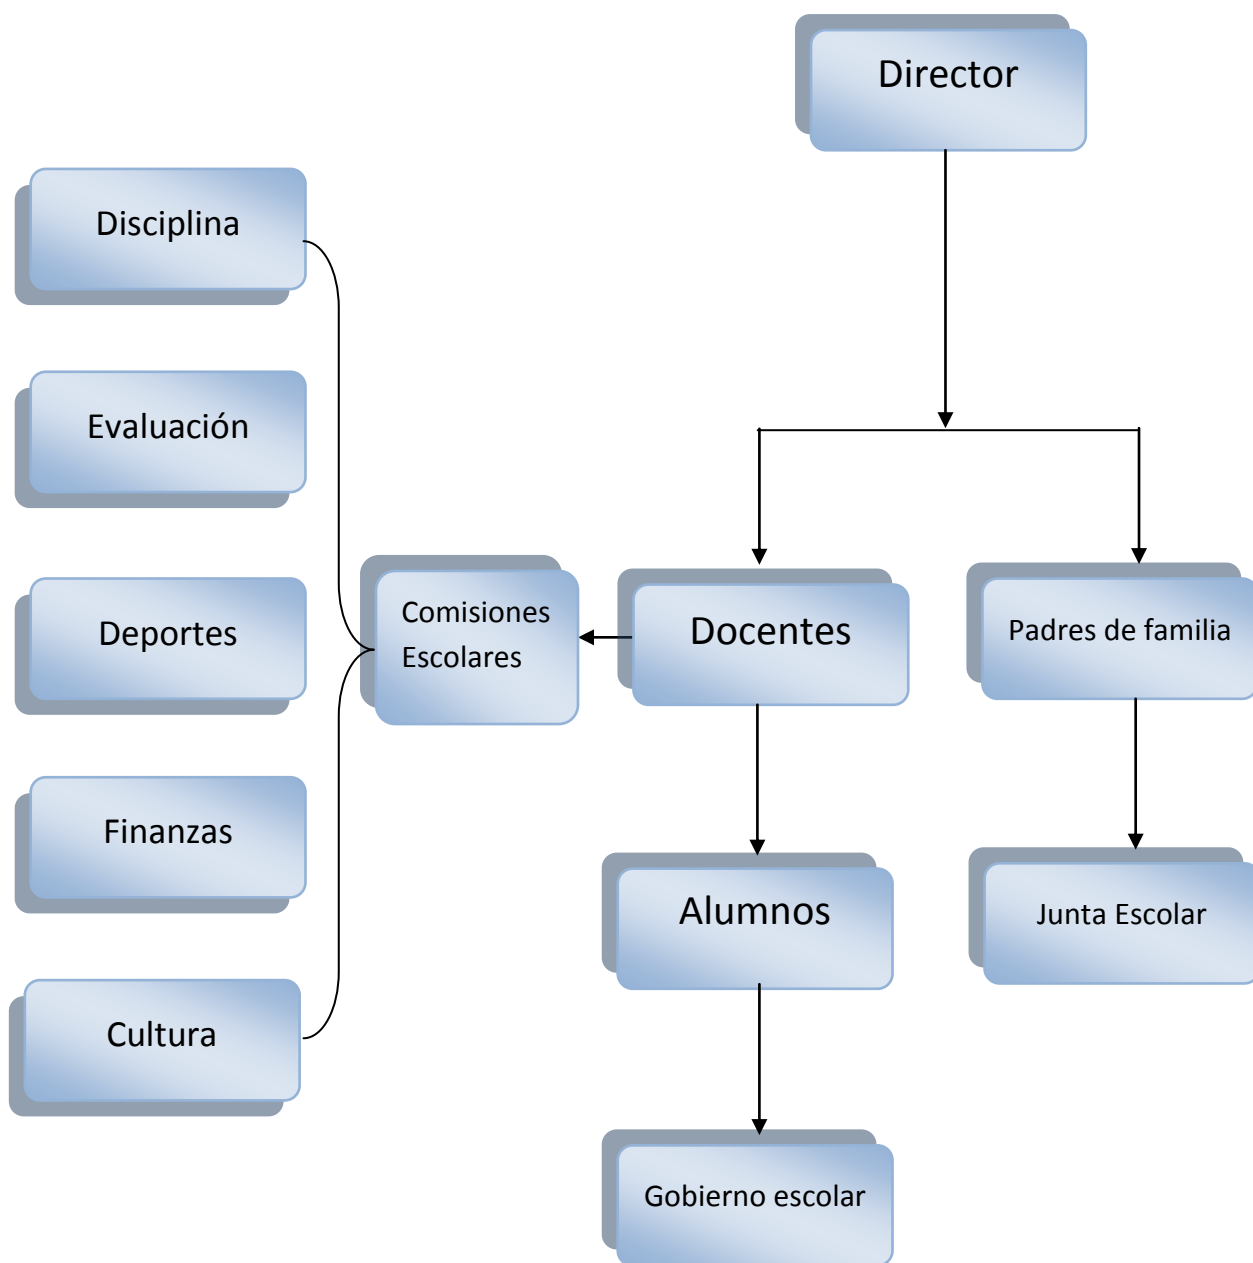 Director
Disciplina
Evaluación
Deportes
Finanzas
Cultura
Comisiones
Escolares
Docentes
Padres de familia
Alumnos
Junta Escolar
Gobierno escolar